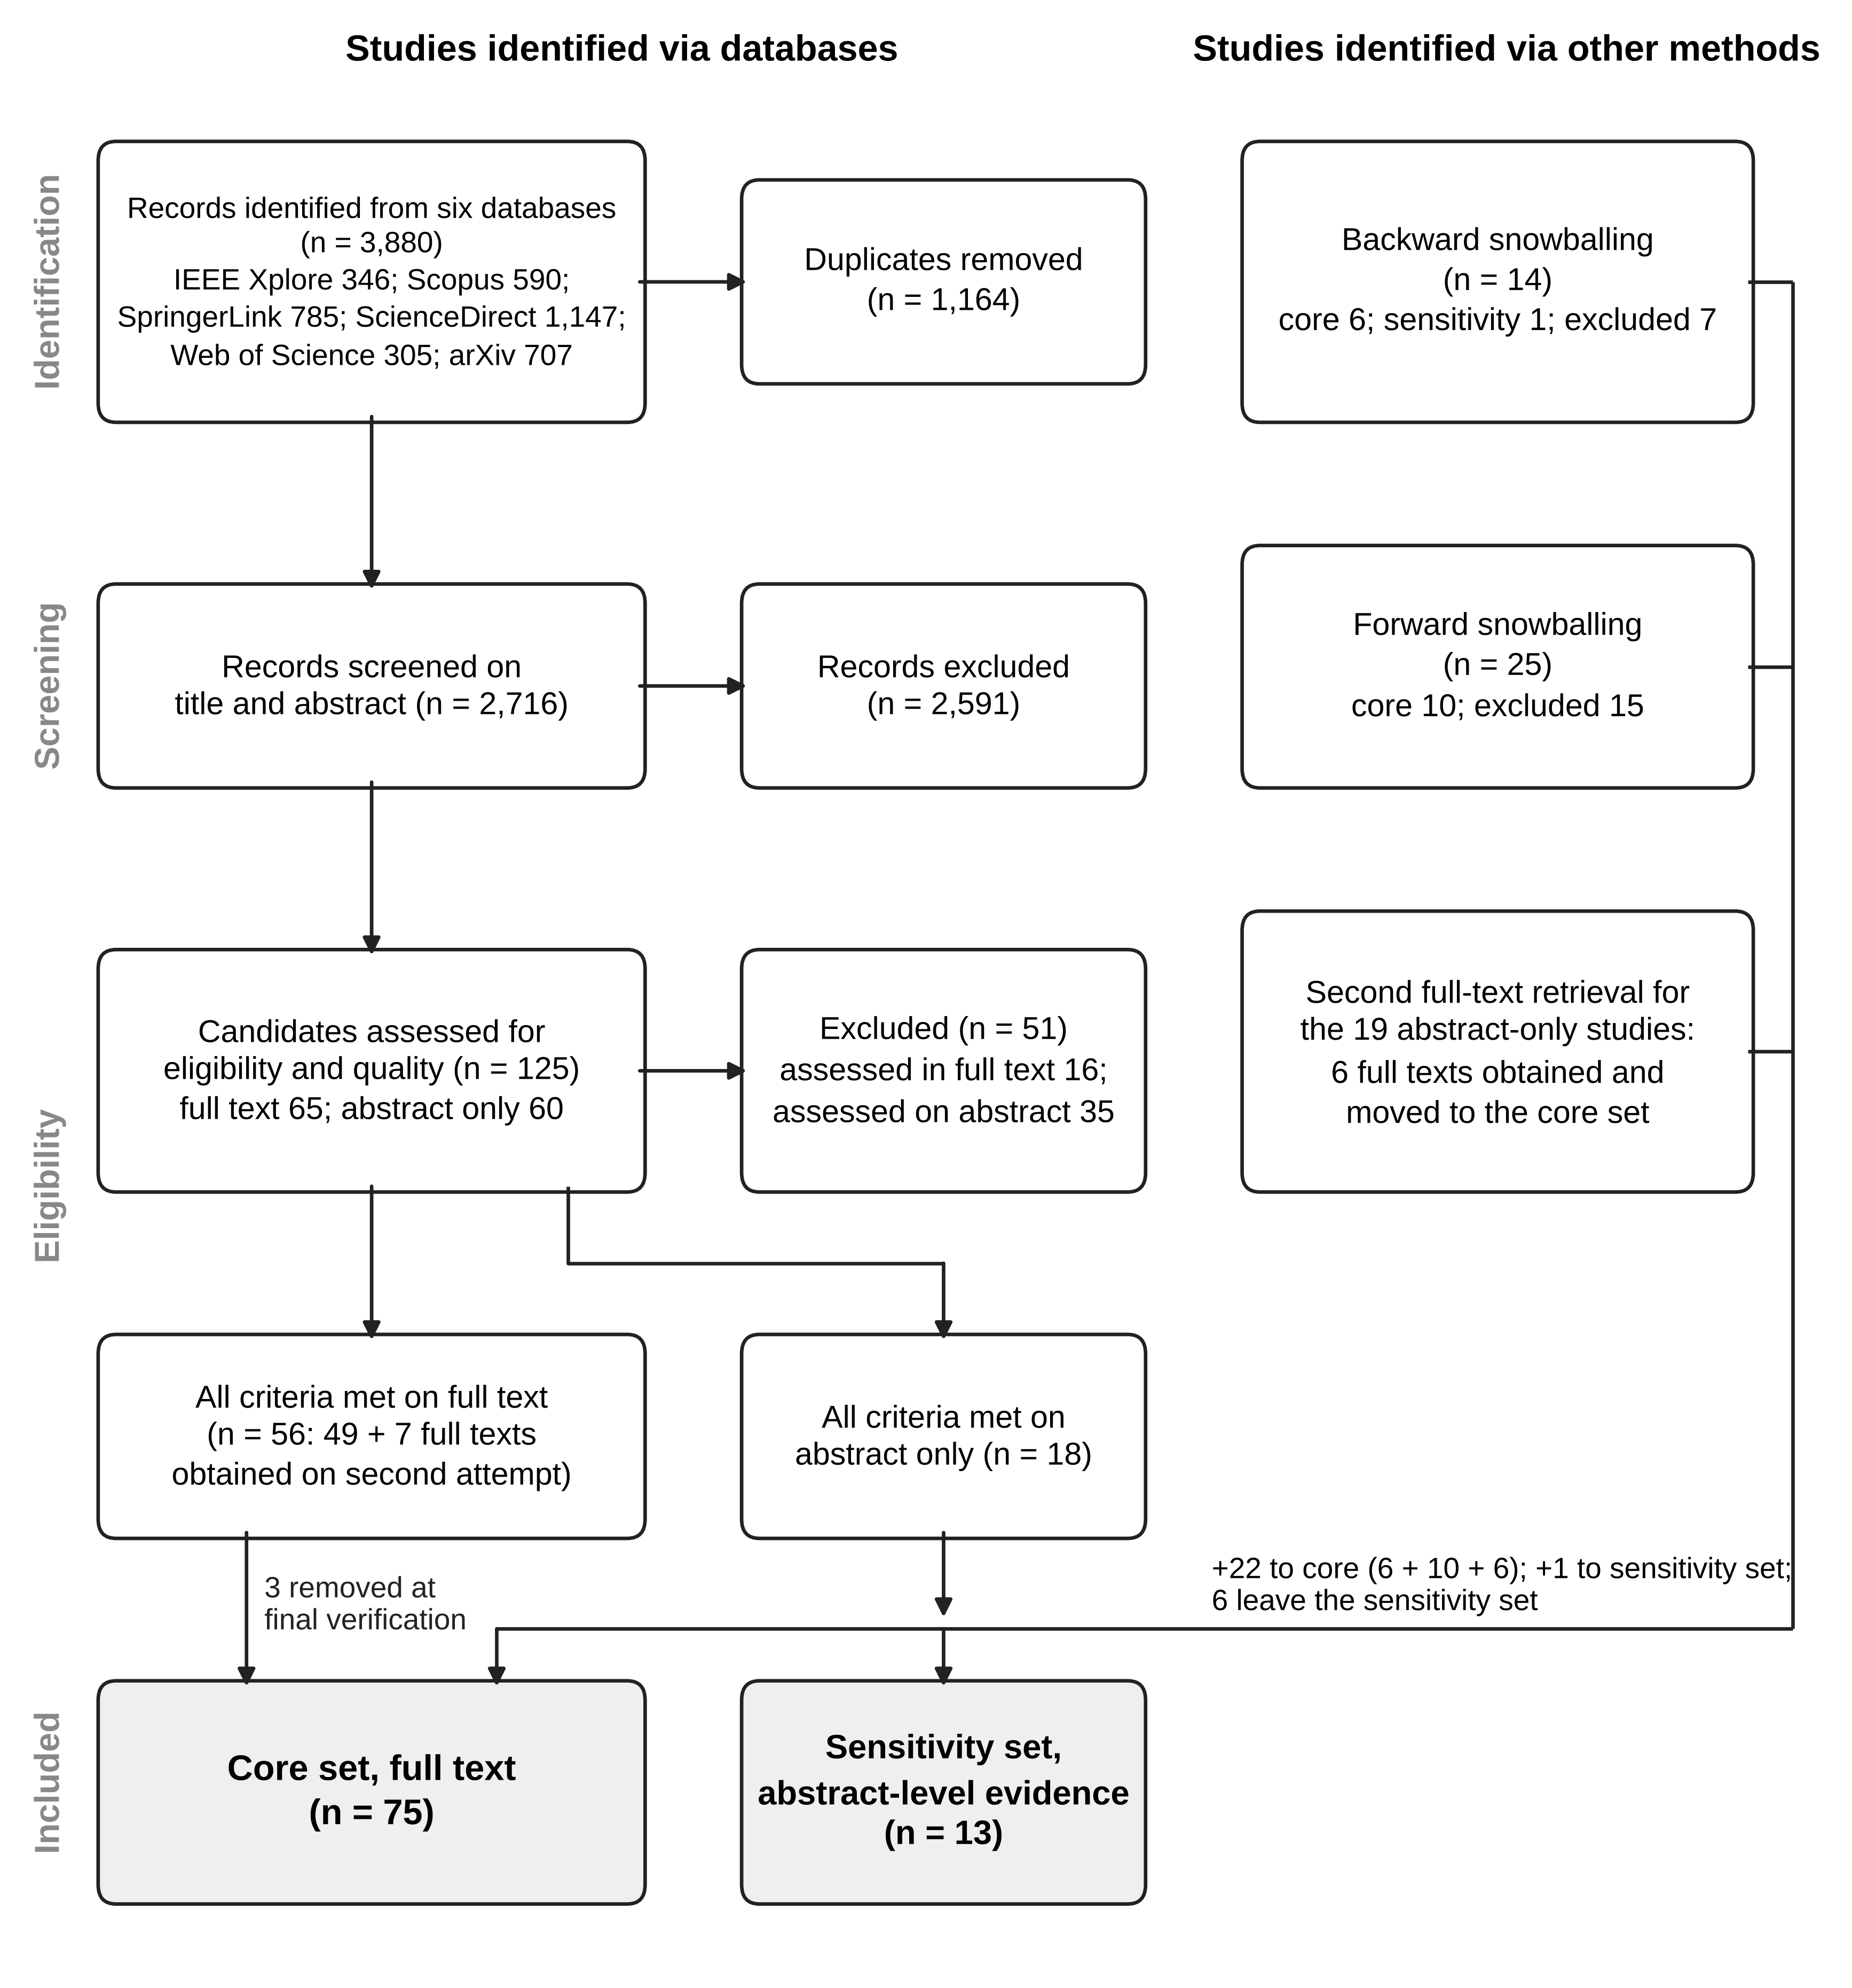 Studies identified via databases
Studies identified via other methods
Identification
Records identified from six databases
(n = 3,880)
IEEE Xplore 346; Scopus 590;
SpringerLink 785; ScienceDirect 1,147;
Web of Science 305; arXiv 707
Duplicates removed
(n = 1,164)
Backward snowballing
(n = 14)
core 6; sensitivity 1; excluded 7
Screening
Records screened on
title and abstract (n = 2,716)
Records excluded
(n = 2,591)
Forward snowballing
(n = 25)
core 10; excluded 15
Eligibility
Candidates assessed for
eligibility and quality (n = 125)
full text 65; abstract only 60
Excluded (n = 51)
assessed in full text 16;
assessed on abstract 35
Second full-text retrieval for
the 19 abstract-only studies:
6 full texts obtained and
moved to the core set
All criteria met on full text
(n = 56: 49 + 7 full texts
obtained on second attempt)
All criteria met on
abstract only (n = 18)
3 removed at
final verification
+22 to core (6 + 10 + 6); +1 to sensitivity set;
6 leave the sensitivity set
Included
Core set, full text
(n = 75)
Sensitivity set,
abstract-level evidence
(n = 13)